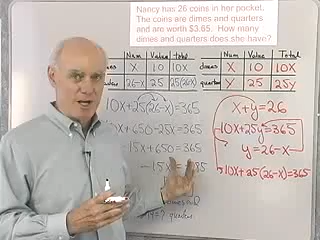 Nancy has 26 coins in her pocket.
The coins are dimes and quarters
and are worth $3.65. How many
dimes and quarters does she have?
Num Value total
X 10 10X
26-X 25 25(26-X)
10X+25(26-X)=365
10X+650-25X=365
-15X+650=365
-15X=
Num Value Total
dimes X 10 10X
quarters Y 25 25Y
X+y=26
10X+25y=365
y=26-X
10X+25(26-X)=365
quarters